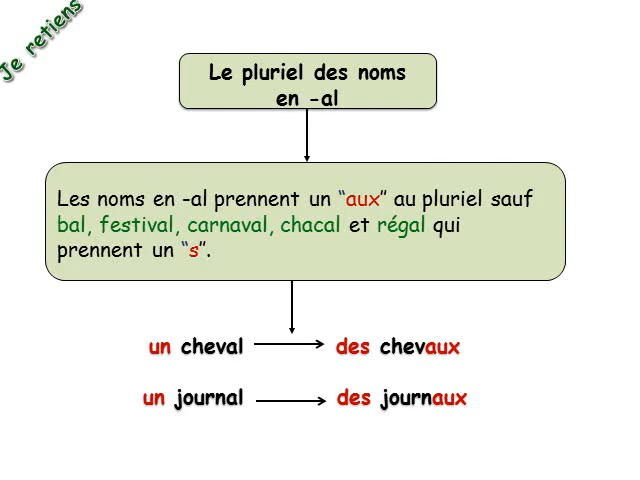 Je retiens
Le pluriel des noms
en -al
Les noms en -al prennent un “aux” au pluriel sauf
bal, festival, carnaval, chacal et régal qui
prennent un “s”.
un cheval des chevaux
un journal des journaux